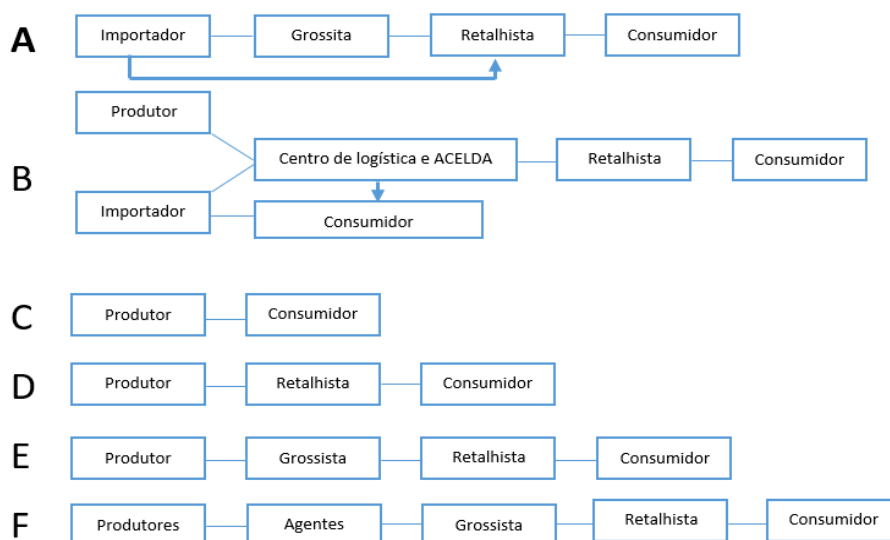 A
Importador
Grossita
Retalhista
Consumidor
B
Produtor
Centro de logística e ACELDA
Retalhista
Consumidor
Importador
Consumidor
C
Produtor
Consumidor
D
Produtor
Retalhista
Consumidor
E
Produtor
Grossista
Retalhista
Consumidor
F
Produtores
Agentes
Grossista
Retalhista
Consumidor